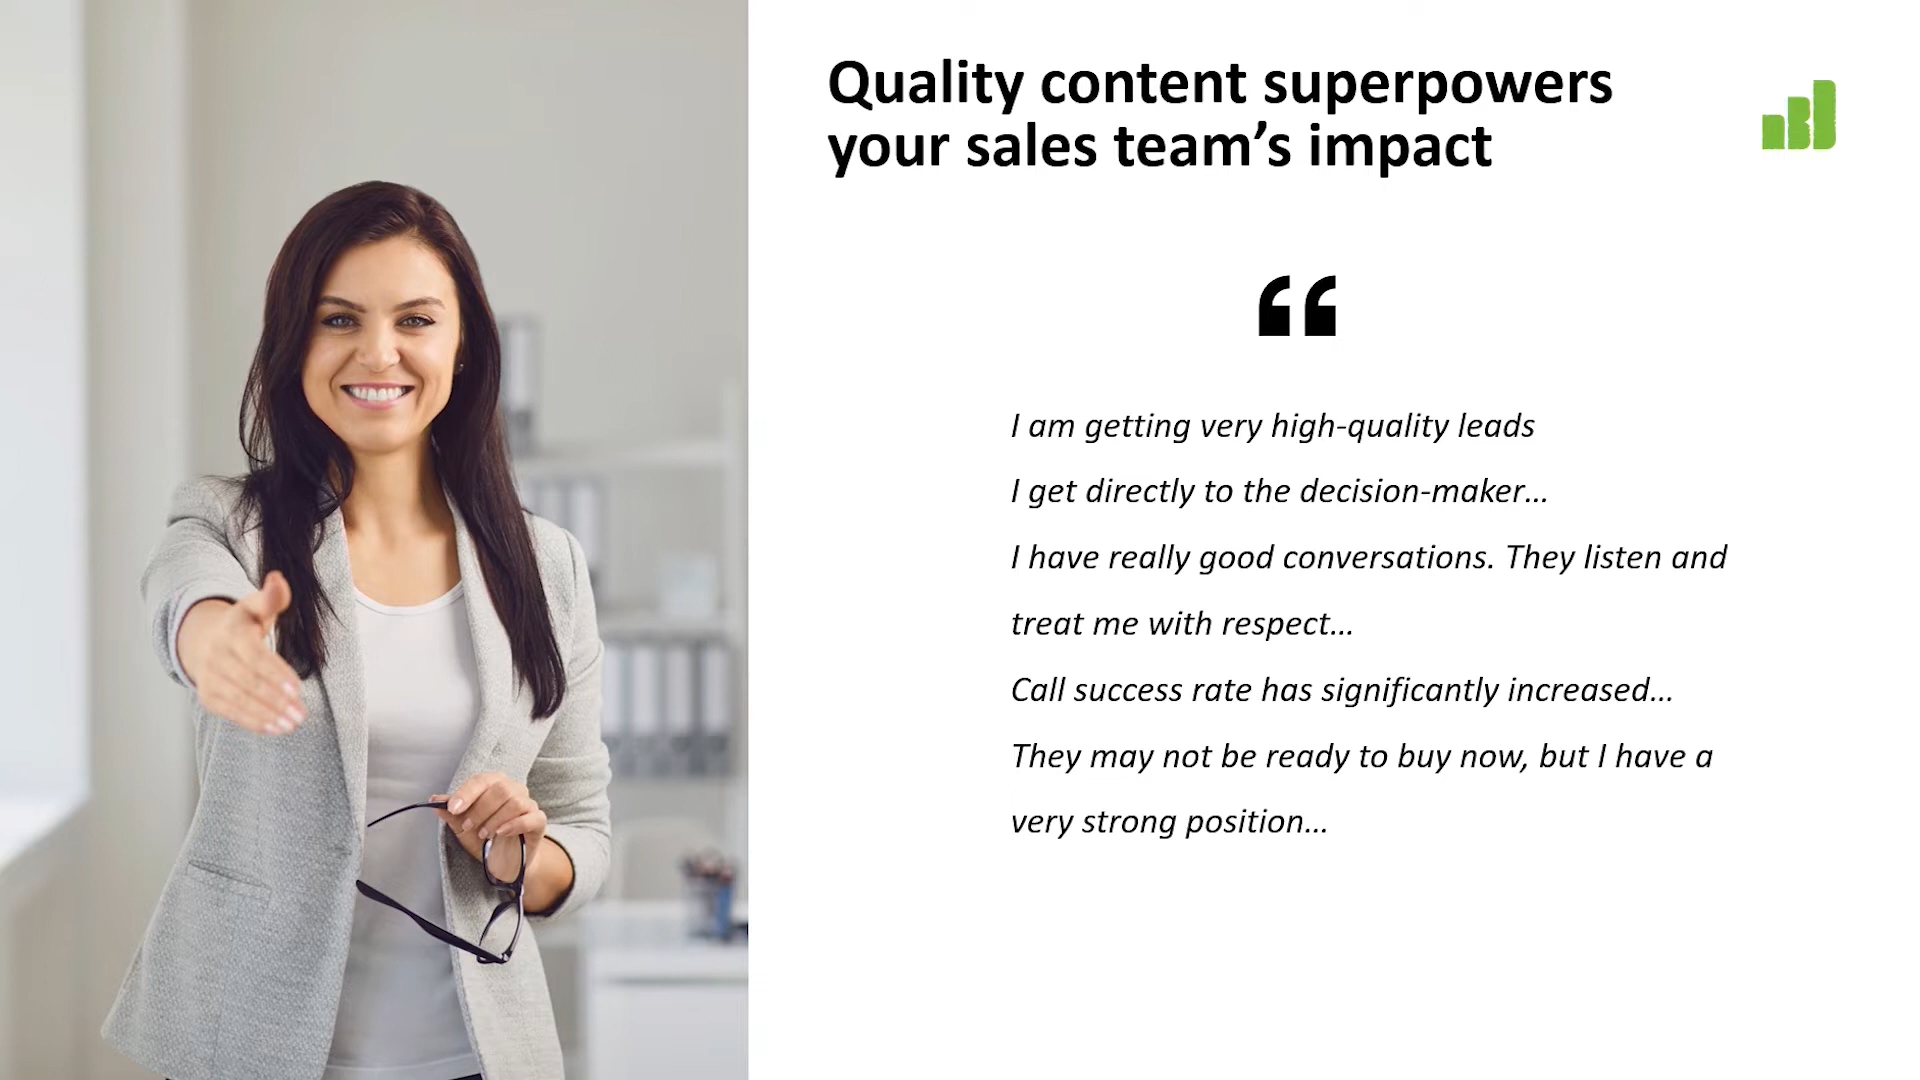 Quality content superpowers
your sales team’s impact
nBD
“
I am getting very high-quality leads
I get directly to the decision-maker...
I have really good conversations. They listen and
treat me with respect...
Call success rate has significantly increased...
They may not be ready to buy now, but I have a
very strong position...